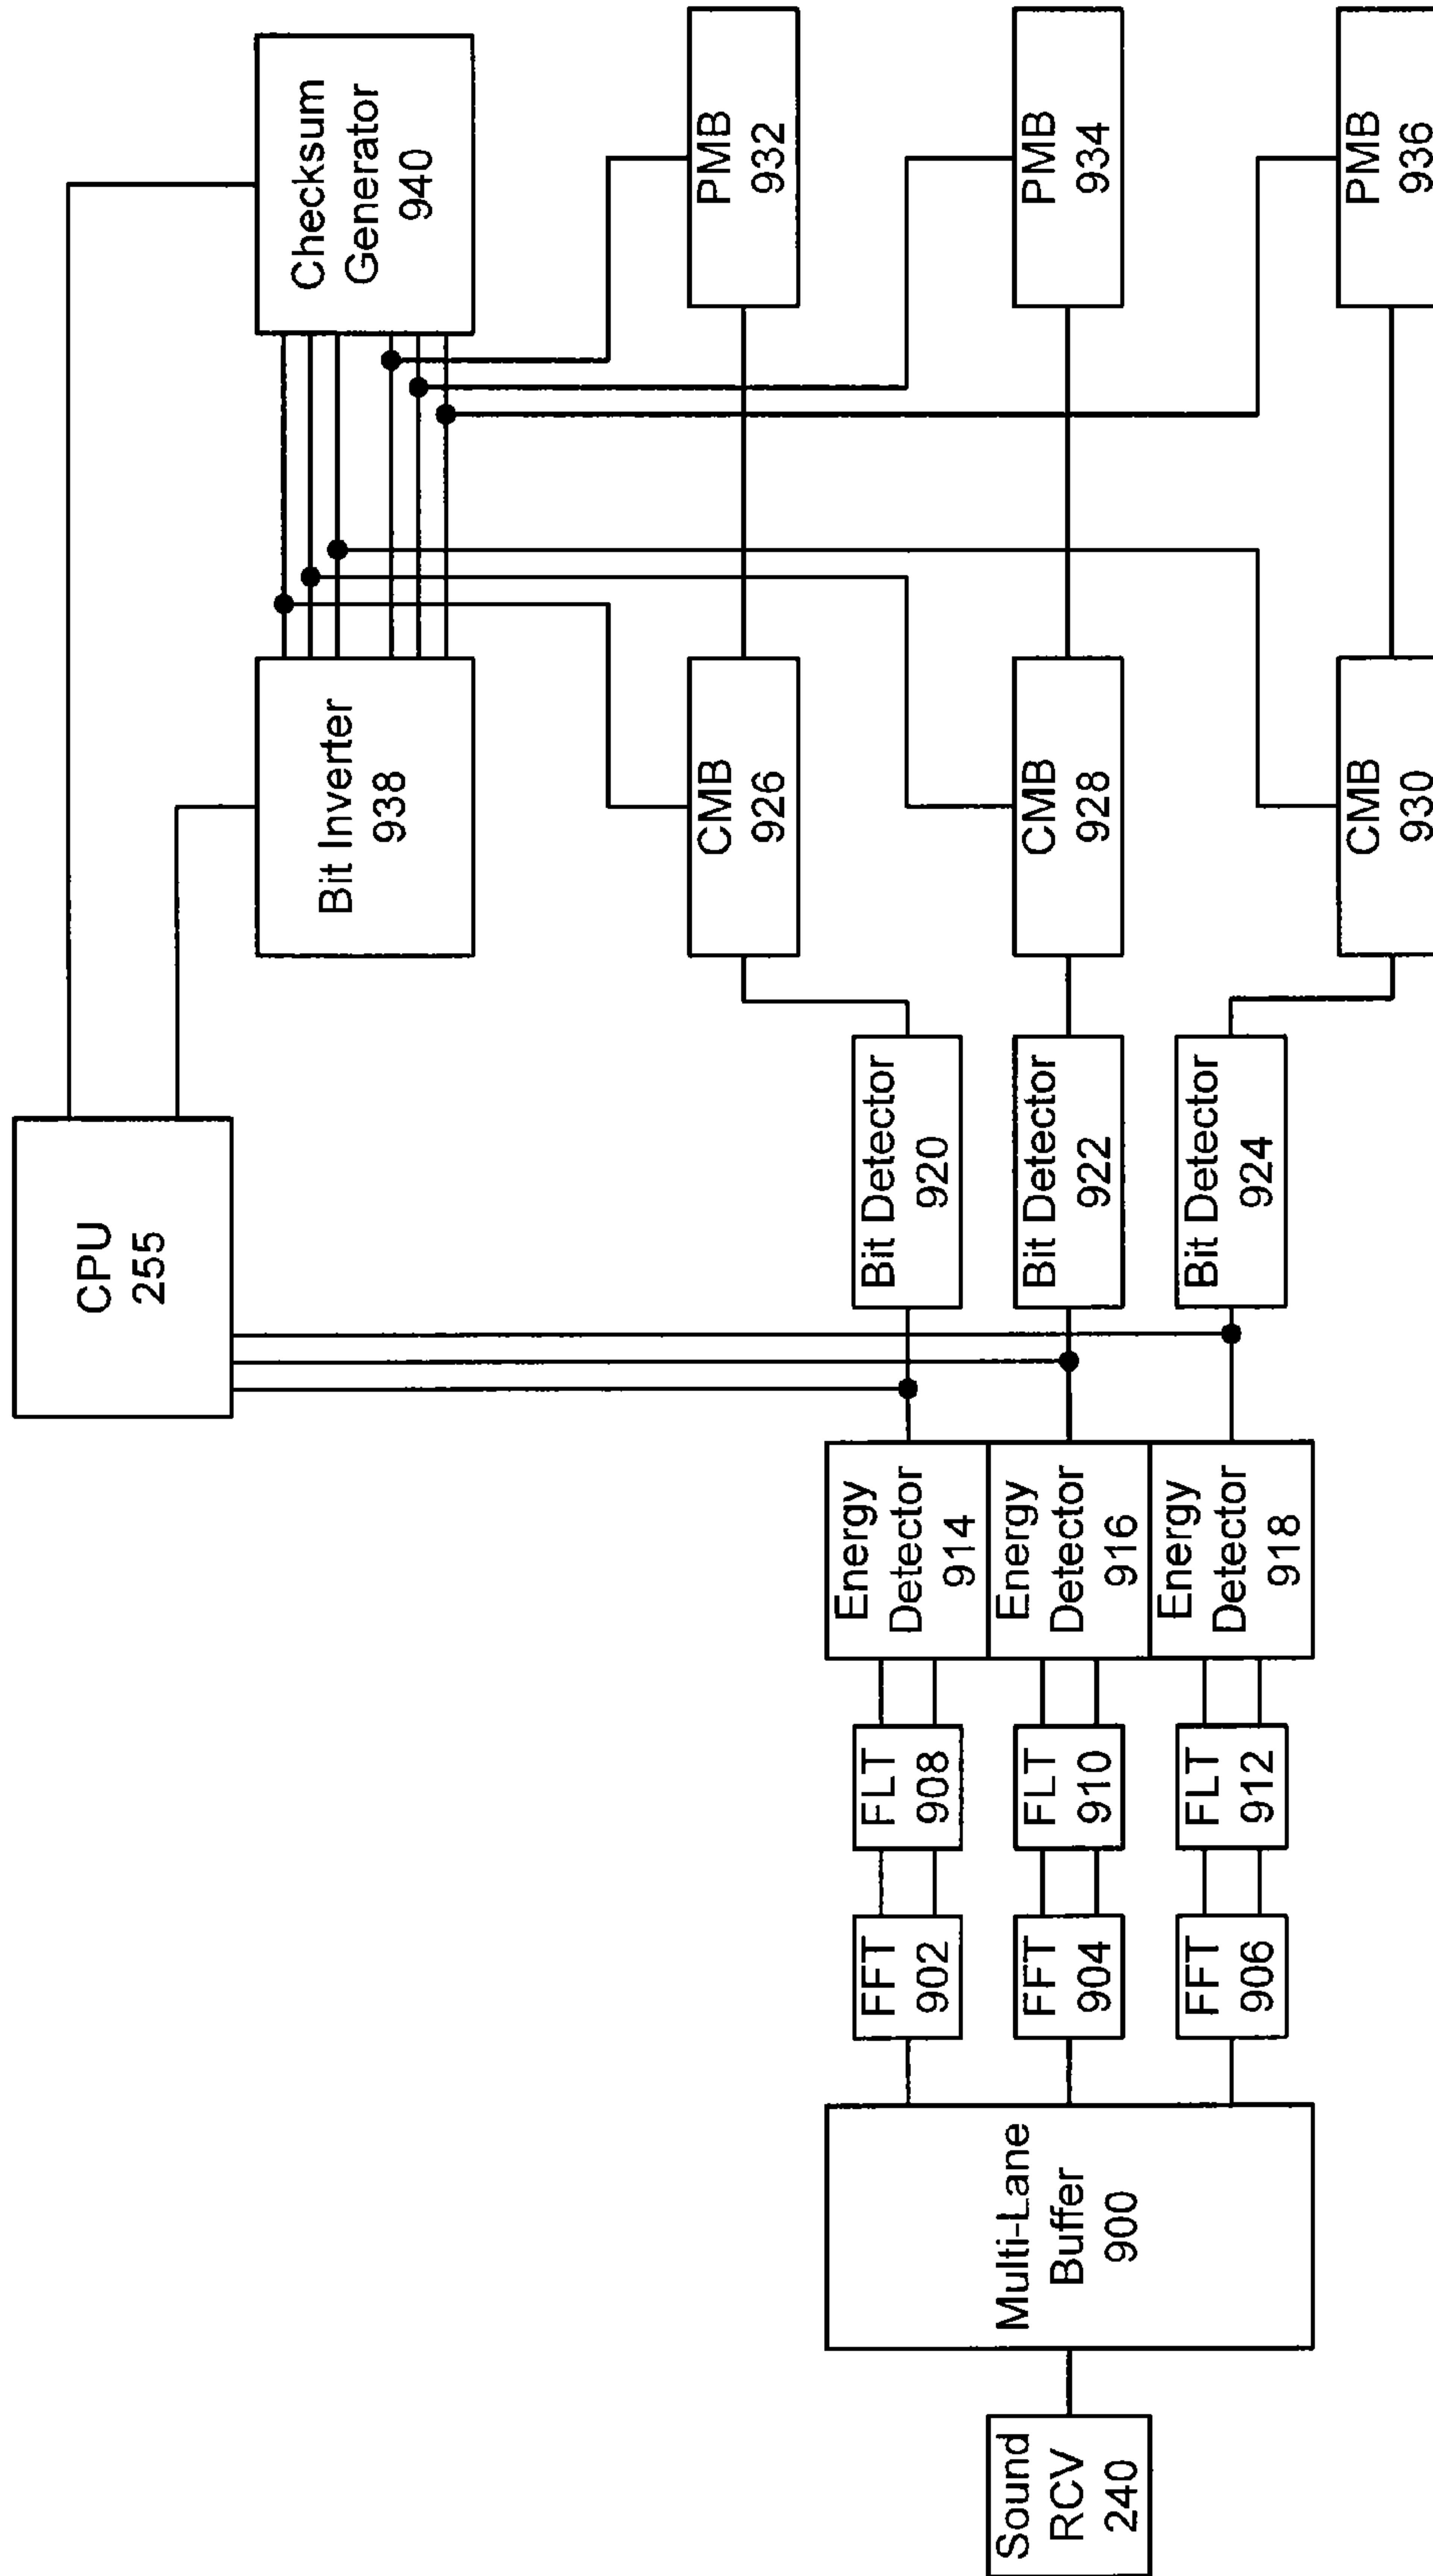 CPU
255
Bit Inverter
938
Checksum
Generator
940
Sound
RCV
240
Multi-Lane
Buffer
900
FFT
902
FLT
908
Energy
Detector
914
Bit Detector
920
CMB
926
PMB
932
FFT
904
FLT
910
Energy
Detector
916
Bit Detector
922
CMB
928
PMB
934
FFT
906
FLT
912
Energy
Detector
918
Bit Detector
924
CMB
930
PMB
936